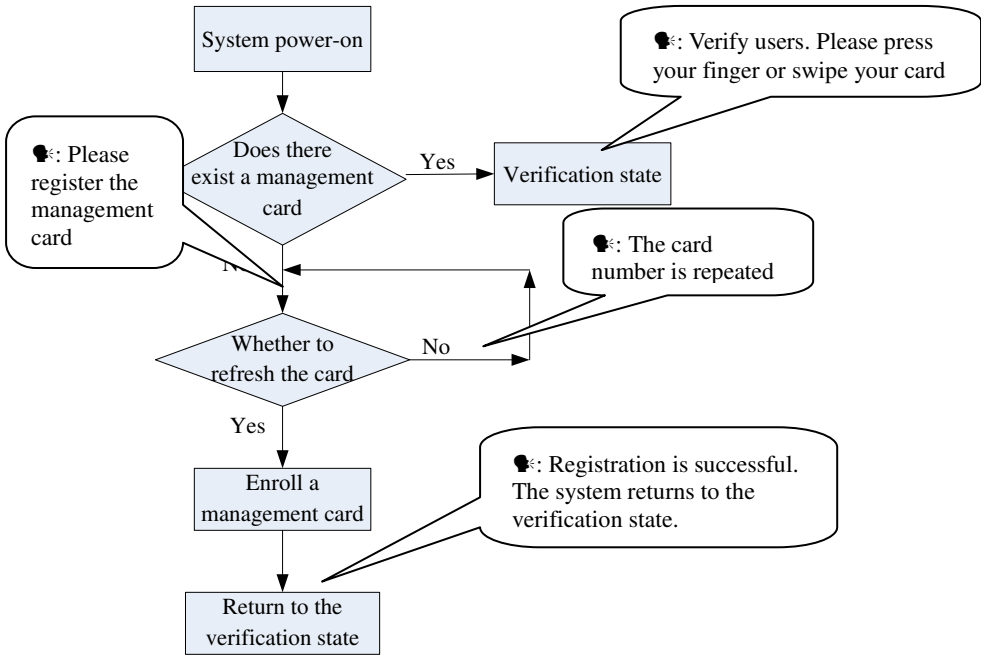 System power-on
🗣: Verify users. Please press
your finger or swipe your card
Does there
exist a management
card
Yes
Verification state
🗣: Please
register the
management
card
🗣: The card
number is repeated
Whether to
refresh the card
No
Yes
Enroll a
management card
🗣: Registration is successful.
The system returns to the
verification state.
Return to the
verification state